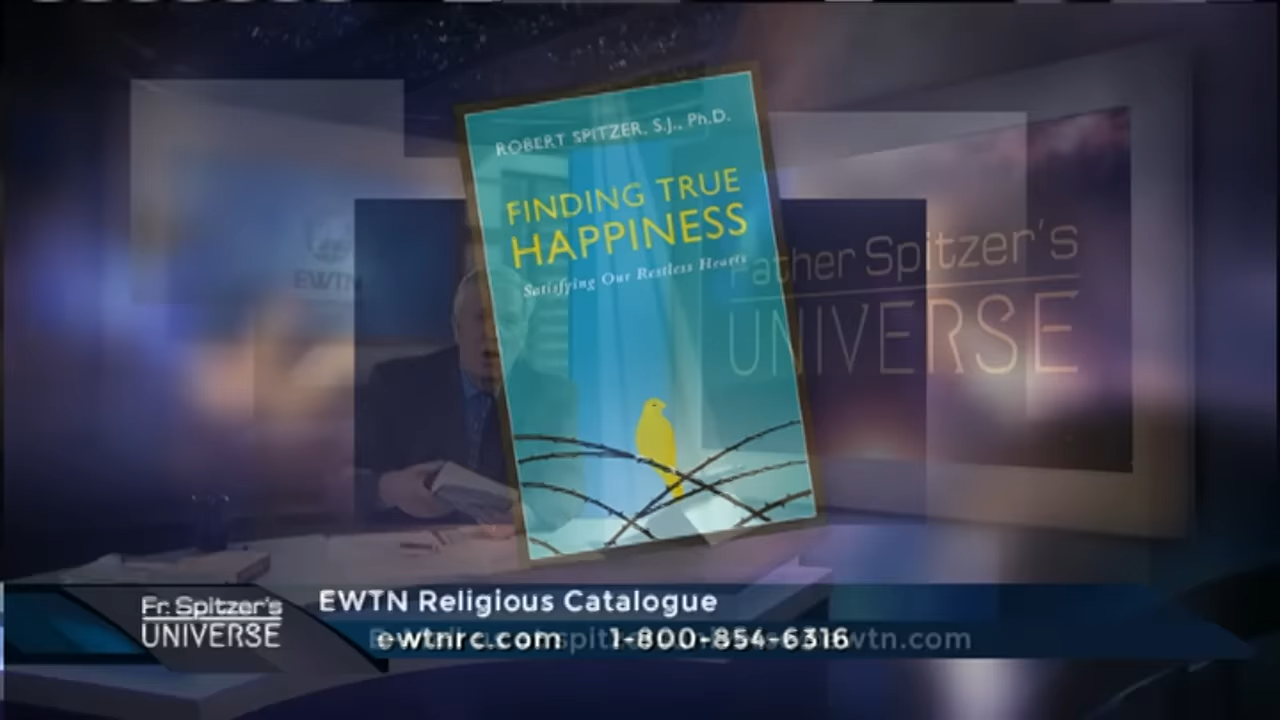 ROBERT SPITZER, S.J., Ph.D.
FINDING TRUE
HAPPINESS
Satisfying Our Restless Hearts
EWTN
Father Spitzer's
UNIVERSE
Fr. Spitzer's
UNIVERSE
EWTN Religious Catalogue
ewtnrc.com 1-800-854-6316